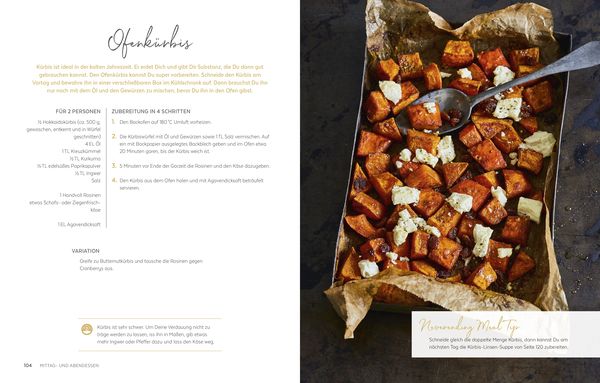 Ofenkürbis
Kürbis ist ideal in der kalten Jahreszeit. Er erdet Dich und gibt Dir Substanz, die Du dann gut
gebrauchen kannst. Den Ofenkürbis kannst Du super vorbereiten. Schneide den Kürbis am
Vortag und bewahre ihn in einer verschließbaren Box im Kühlschrank auf. Dann brauchst Du ihn
nur noch mit dem Öl und den Gewürzen zu mischen, bevor Du ihn in den Ofen gibst.
FÜR 2 PERSONEN
½ Hokkaidokürbis (ca. 500 g,
gewaschen, entkernt und in Würfel
geschnitten)
4 EL Öl
1 TL Kreuzkümmel
½ TL Kurkuma
½ TL edelsüßes Paprikapulver
½ TL Ingwer
Salz
1 Handvoll Rosinen
etwas Schafs- oder Ziegenfrisch-
käse
1 EL Agavendicksaft
ZUBEREITUNG IN 4 SCHRITTEN
1. Den Backofen auf 180 °C Umluft vorheizen.
2. Die Kürbiswürfel mit Öl und Gewürzen sowie 1 TL Salz vermischen. Auf
ein mit Backpapier ausgelegtes Backblech geben und im Ofen etwa
20 Minuten garen, bis der Kürbis weich ist.
3. 5 Minuten vor Ende der Garzeit die Rosinen und den Käse dazugeben.
4. Den Kürbis aus dem Ofen holen und mit Agavendicksaft beträufelt
servieren.
VARIATION
Greife zu Butternutkürbis und tausche die Rosinen gegen
Cranberrys aus.
Kürbis ist sehr schwer. Um Deine Verdauung nicht zu
träge werden zu lassen, iss ihn in Maßen, gib etwas
mehr Ingwer oder Pfeffer dazu und lass den Käse weg.
104 MITTAG- UND ABENDESSEN
Neverending Meal Tip
Schneide gleich die doppelte Menge Kürbis, dann kannst Du am
nächsten Tag die Kürbis-Linsen-Suppe von Seite 120 zubereiten.